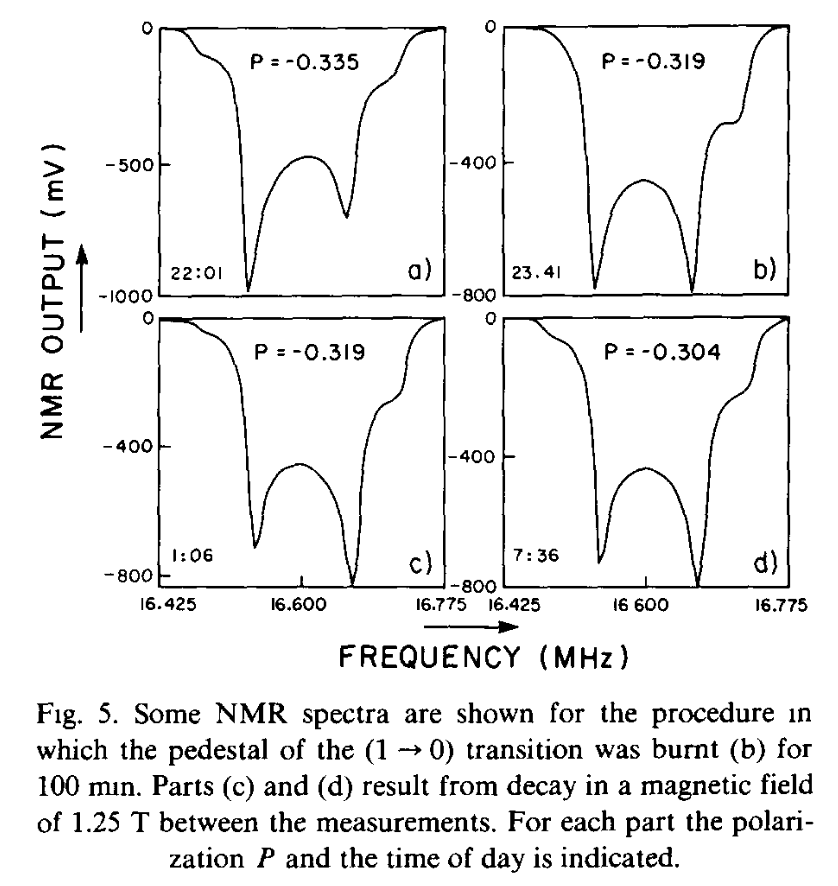 0
P = -0.335
-500
22:01
a)
-1000
0
P = -0.319
-400
23.41
b)
-800
0
P = -0.319
-400
1:06
c)
-800
0
P = -0.304
-400
7:36
d)
-800
NMR OUTPUT (mV)
16.425 16.600 16.775 16.425 16 600 16.775
FREQUENCY (MHz)
Fig. 5. Some NMR spectra are shown for the procedure in
which the pedestal of the (1 → 0) transition was burnt (b) for
100 min. Parts (c) and (d) result from decay in a magnetic field
of 1.25 T between the measurements. For each part the polari-
zation P and the time of day is indicated.